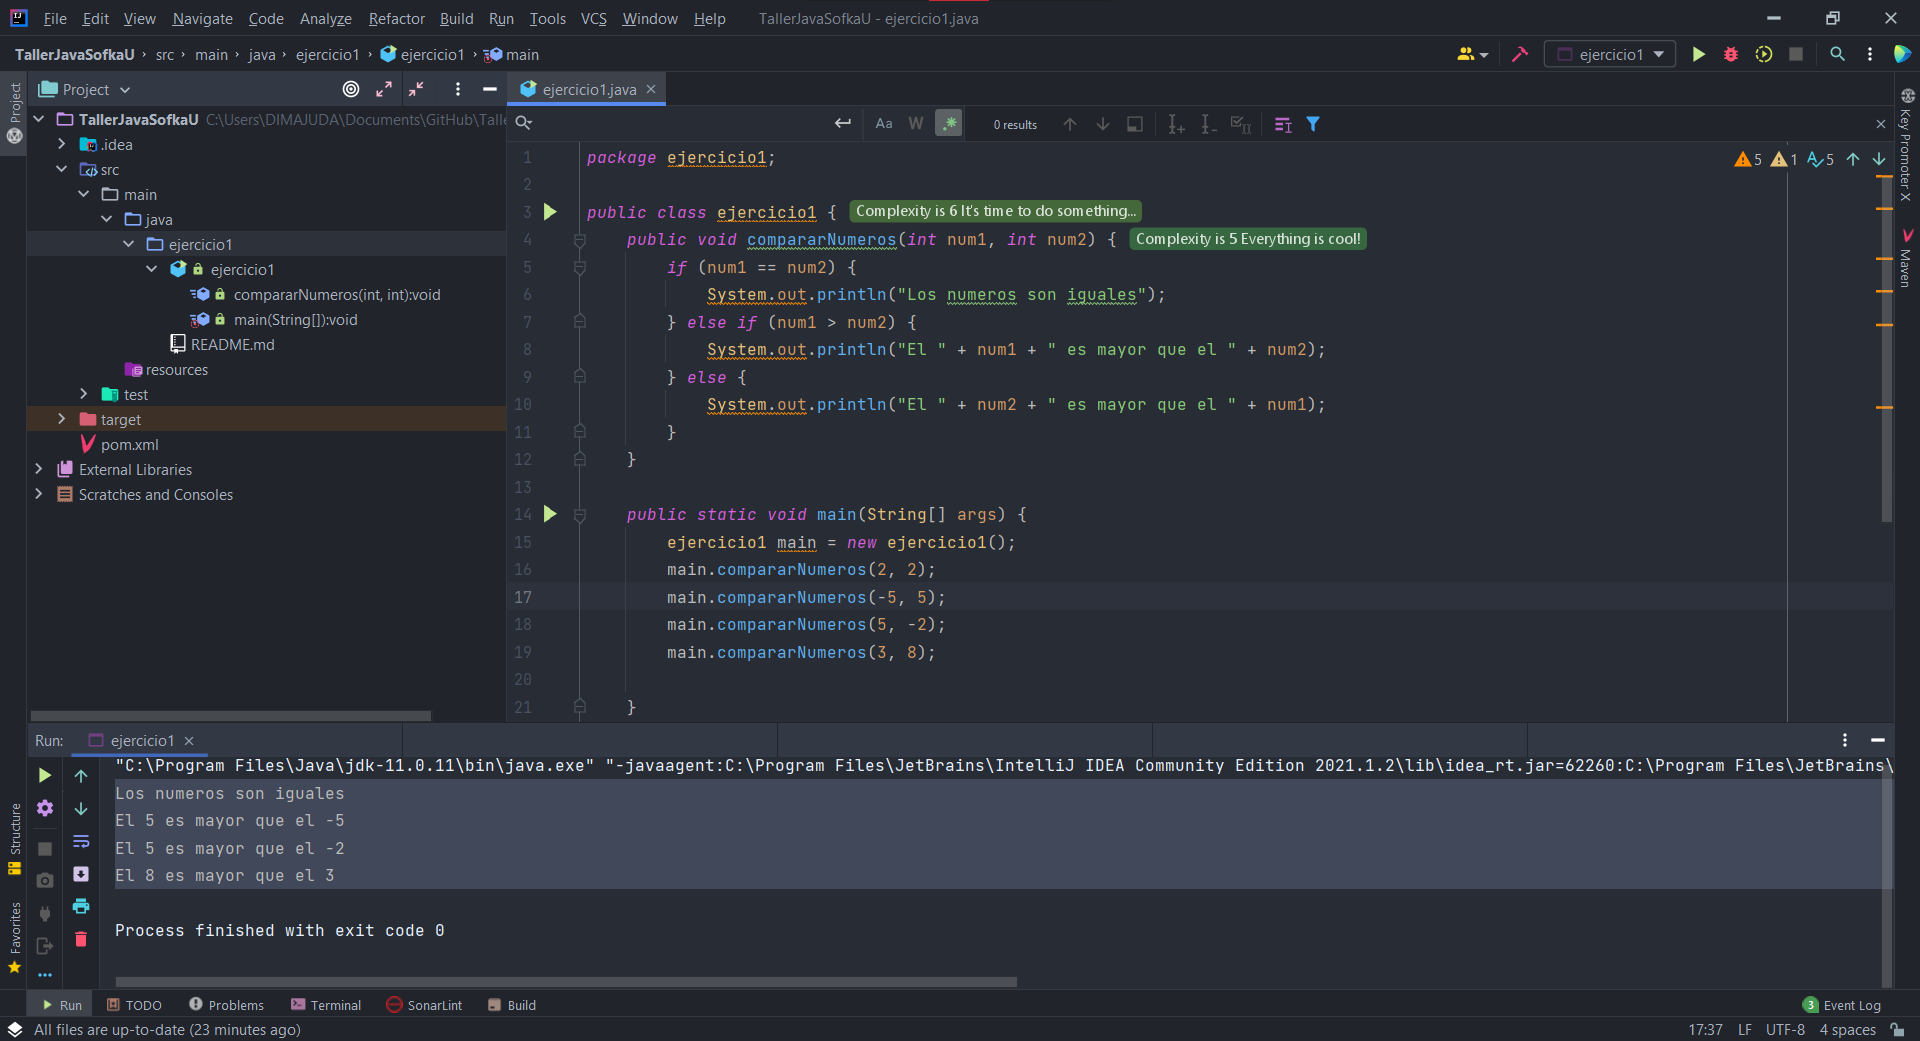 File Edit View Navigate Code Analyze Refactor Build Run Tools VCS Window Help TallerJavaSofkaU - ejercicio1.java
TallerJavaSofkaU › src › main › java › ejercicio1 › ejercicio1 › main
ejercicio1
Project
ejercicio1.java
TallerJavaSofkaU C:\Users\DIMAJUDA\Documents\GitHub\Talle
.idea
src
main
java
ejercicio1
ejercicio1
compararNumeros(int, int):void
main(String[]):void
README.md
resources
test
target
pom.xml
External Libraries
Scratches and Consoles
Aa W .* 0 results
5 1 5
1 package ejercicio1;
2
3 public class ejercicio1 { Complexity is 6 It's time to do something...
4 public void compararNumeros(int num1, int num2) { Complexity is 5 Everything is cool!
5 if (num1 == num2) {
6 System.out.println("Los numeros son iguales");
7 } else if (num1 > num2) {
8 System.out.println("El " + num1 + " es mayor que el " + num2);
9 } else {
10 System.out.println("El " + num2 + " es mayor que el " + num1);
11 }
12 }
13
14 public static void main(String[] args) {
15 ejercicio1 main = new ejercicio1();
16 main.compararNumeros(2, 2);
17 main.compararNumeros(-5, 5);
18 main.compararNumeros(5, -2);
19 main.compararNumeros(3, 8);
20
21 }
Project
Structure
Favorites
Key Promoter X
Maven
Run: ejercicio1
"C:\Program Files\Java\jdk-11.0.11\bin\java.exe" "-javaagent:C:\Program Files\JetBrains\IntelliJ IDEA Community Edition 2021.1.2\lib\idea_rt.jar=62260:C:\Program Files\JetBrains\
Los numeros son iguales
El 5 es mayor que el -5
El 5 es mayor que el -2
El 8 es mayor que el 3
Process finished with exit code 0
Run TODO Problems Terminal SonarLint Build 3 Event Log
All files are up-to-date (23 minutes ago) 17:37 LF UTF-8 4 spaces